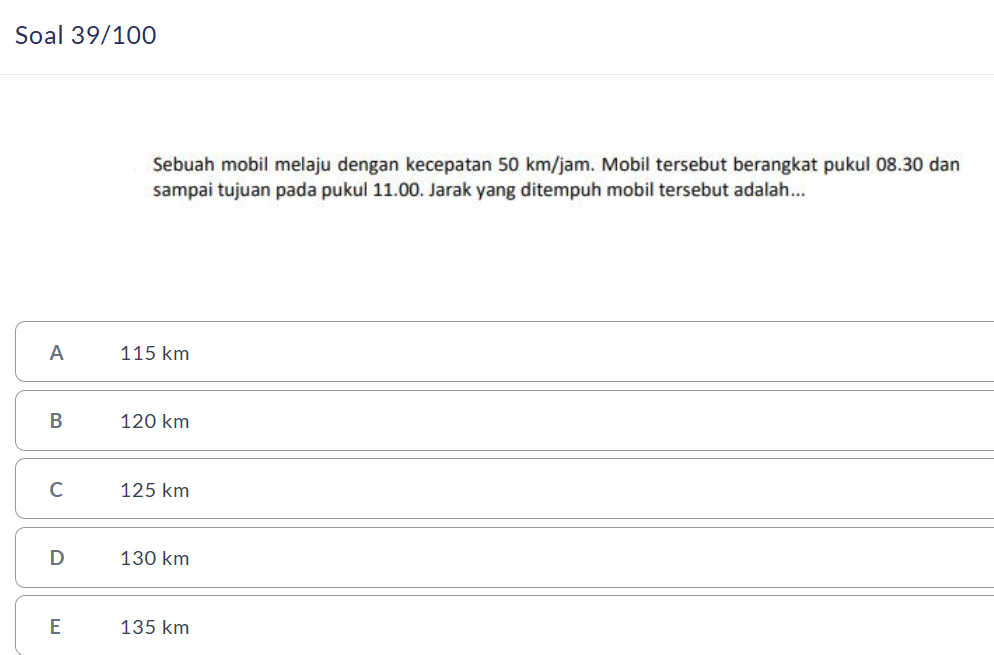 Soal 39/100
Sebuah mobil melaju dengan kecepatan 50 km/jam. Mobil tersebut berangkat pukul 08.30 dan
sampai tujuan pada pukul 11.00. Jarak yang ditempuh mobil tersebut adalah...
A 115 km
B 120 km
C 125 km
D 130 km
E 135 km